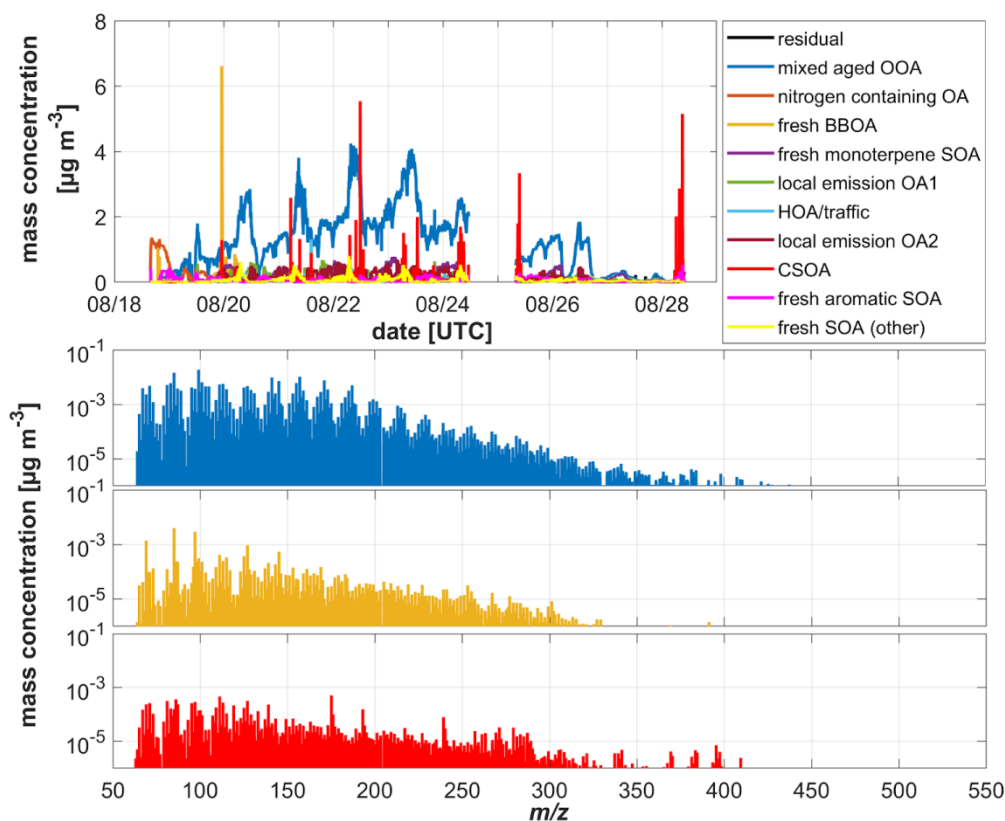 mass concentration
[µg m-3]
8
6
4
2
0
08/18
08/20
08/22
08/24
08/26
08/28
date [UTC]
residual
mixed aged OOA
nitrogen containing OA
fresh BBOA
fresh monoterpene SOA
local emission OA1
HOA/traffic
local emission OA2
CSOA
fresh aromatic SOA
fresh SOA (other)
mass concentration [µg m-3]
10-1
10-3
10-5
10-1
10-1
10-3
10-5
10-1
10-3
10-5
50
100
150
200
250
300
350
400
450
500
550
m/z